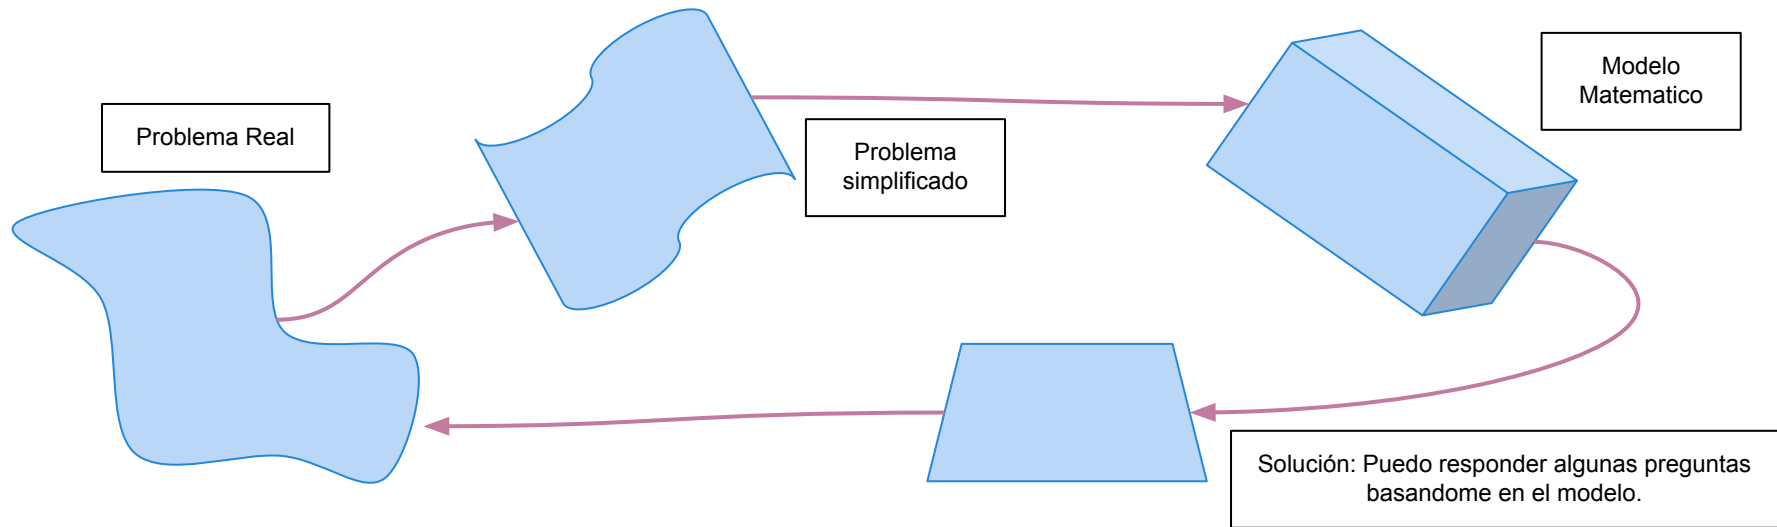 Problema Real
Problema
simplificado
Modelo
Matematico
Solución: Puedo responder algunas preguntas
basandome en el modelo.